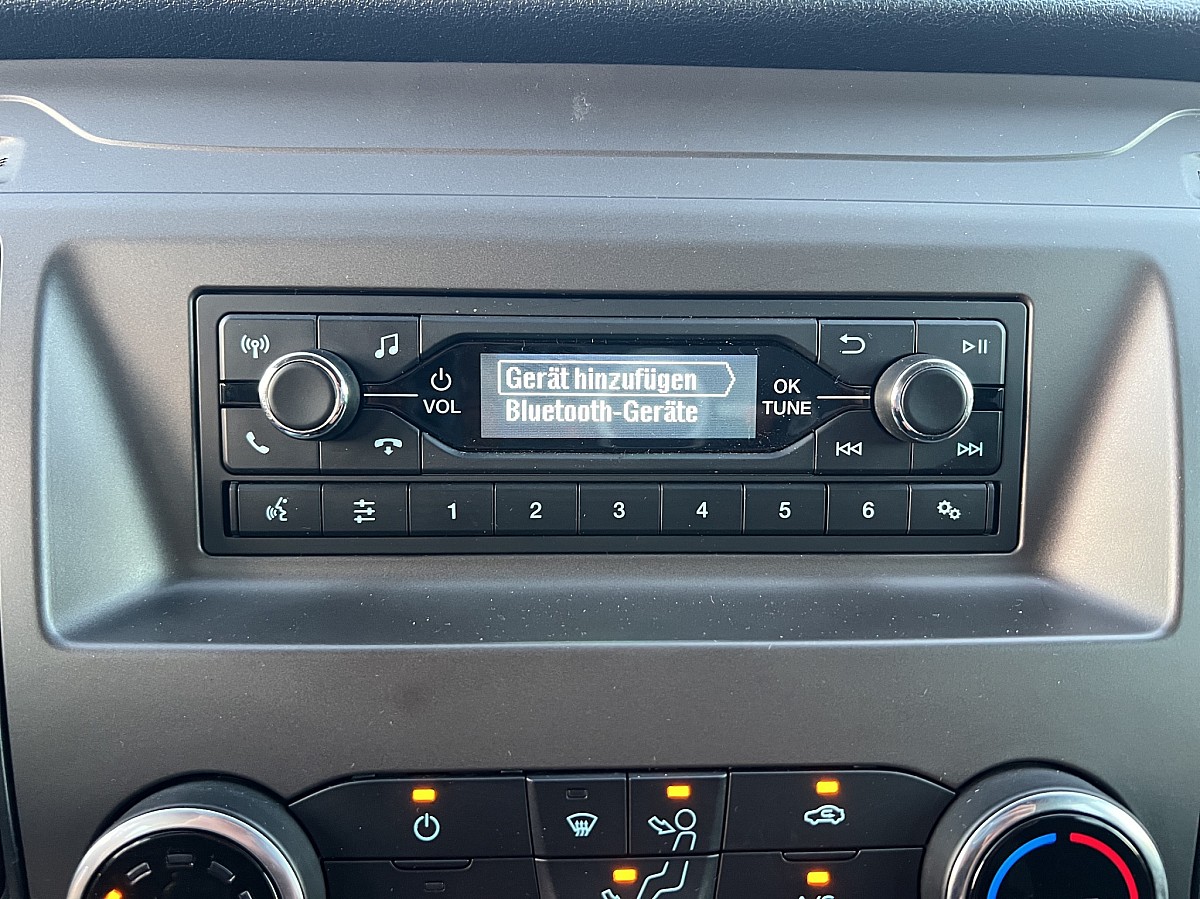 VOL
Gerät hinzufügen
Bluetooth-Geräte
OK
TUNE
1 2 3 4 5 6